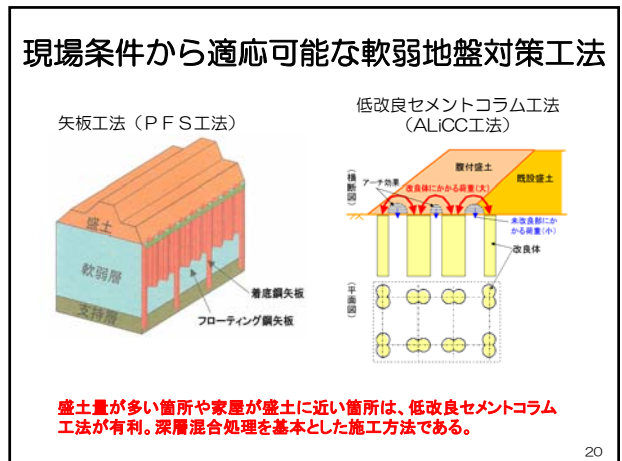 現場条件から適応可能な軟弱地盤対策工法
矢板工法（ＰＦＳ工法）
盛土
軟弱層
支持層
着底鋼矢板
フローティング鋼矢板
低改良セメントコラム工法
（ALiCC工法）
（横断図）
腹付盛土
既設盛土
アーチ効果
改良体にかかる荷重（大）
未改良部にか
かる荷重（小）
改良体
（平面図）
盛土量が多い箇所や家屋が盛土に近い箇所は、低改良セメントコラム
工法が有利。深層混合処理を基本とした施工方法である。
20